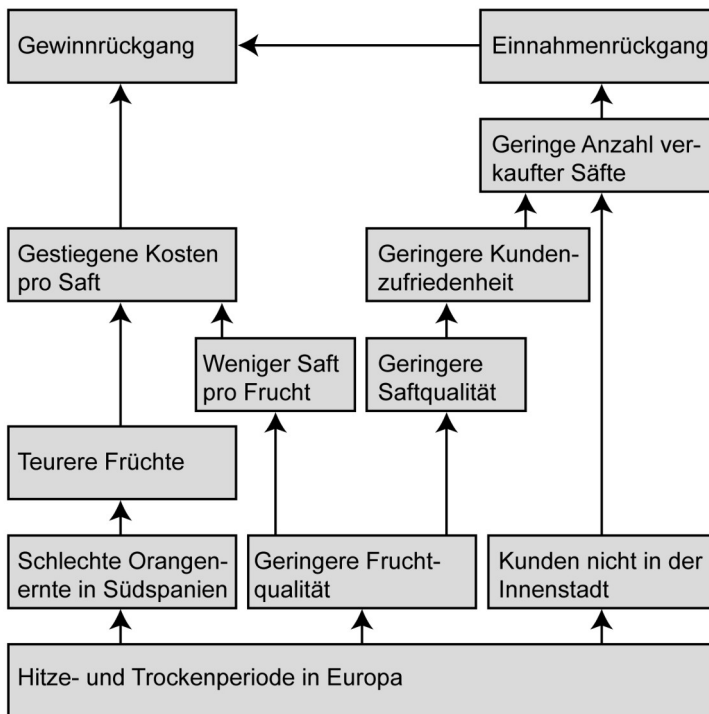 Gewinnrückgang
Einnahmenrückgang
Geringe Anzahl ver-
kaufter Säfte
Gestiegene Kosten
pro Saft
Geringere Kunden-
zufriedenheit
Weniger Saft
pro Frucht
Geringere
Saftqualität
Teurere Früchte
Schlechte Orangen-
ernte in Südspanien
Geringere Frucht-
qualität
Kunden nicht in der
Innenstadt
Hitze- und Trockenperiode in Europa